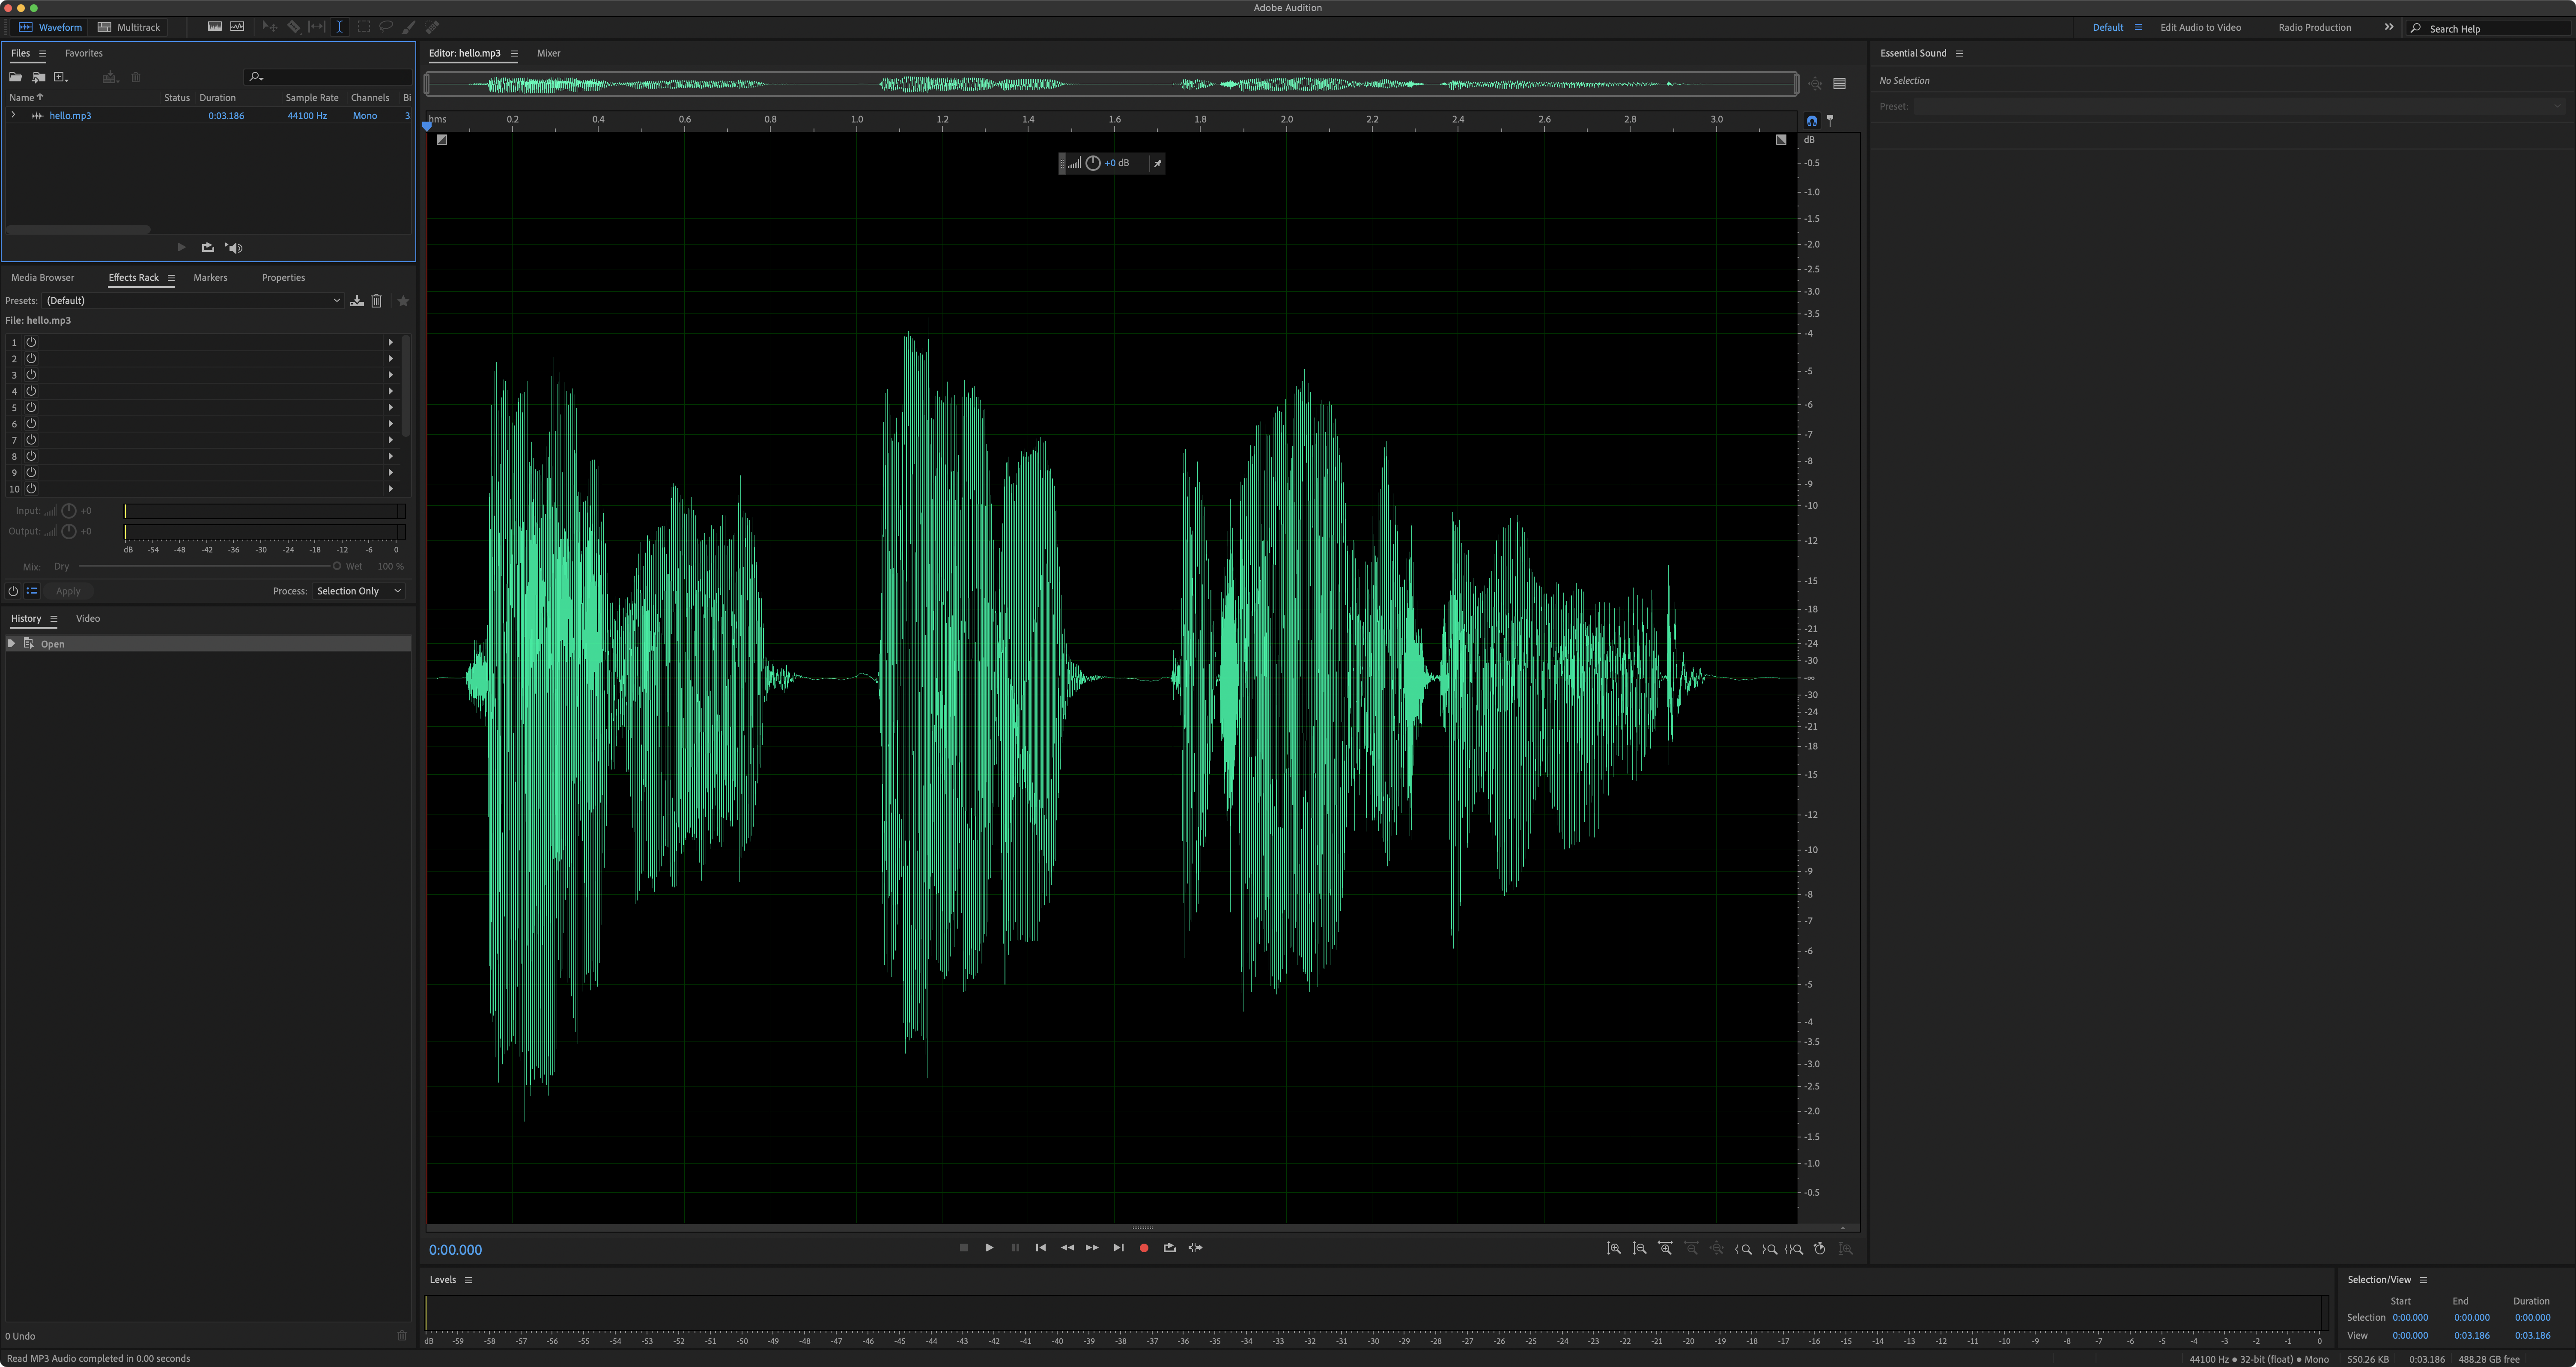 Adobe Audition
Waveform Multitrack Default Edit Audio to Video Radio Production Search Help
Files Favorites
Name Status Duration Sample Rate Channels Bi
hello.mp3 0:03.186 44100 Hz Mono 3
Media Browser Effects Rack Markers Properties
Presets: (Default)
File: hello.mp3
1
2
3
4
5
6
7
8
9
10
Input: +0
Output: +0
dB -54 -48 -42 -36 -30 -24 -18 -12 -6 0
Mix: Dry Wet 100 %
Apply Process: Selection Only
History Video
Open
0 Undo
Read MP3 Audio completed in 0.00 seconds
Editor: hello.mp3 Mixer
hms 0.2 0.4 0.6 0.8 1.0 1.2 1.4 1.6 1.8 2.0 2.2 2.4 2.6 2.8 3.0
+0 dB
dB
-0.5
-1.0
-1.5
-2.0
-2.5
-3.0
-3.5
-4
-5
-6
-7
-8
-9
-10
-12
-15
-18
-21
-24
-30
-∞
-30
-24
-21
-18
-15
-12
-10
-9
-8
-7
-6
-5
-4
-3.5
-3.0
-2.5
-2.0
-1.5
-1.0
-0.5
0:00.000
Levels
dB -59 -58 -57 -56 -55 -54 -53 -52 -51 -50 -49 -48 -47 -46 -45 -44 -43 -42 -41 -40 -39 -38 -37 -36 -35 -34 -33 -32 -31 -30 -29 -28 -27 -26 -25 -24 -23 -22 -21 -20 -19 -18 -17 -16 -15 -14 -13 -12 -11 -10 -9 -8 -7 -6 -5 -4 -3 -2 -1 0
Essential Sound
No Selection
Preset:
Selection/View
Start End Duration
Selection 0:00.000 0:00.000 0:00.000
View 0:00.000 0:03.186 0:03.186
44100 Hz • 32-bit (float) • Mono 550.26 KB 0:03.186 488.28 GB free